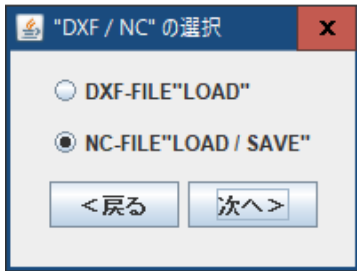 "DXF / NC" の選択
x
DXF-FILE"LOAD"
NC-FILE"LOAD / SAVE"
<戻る
次へ>